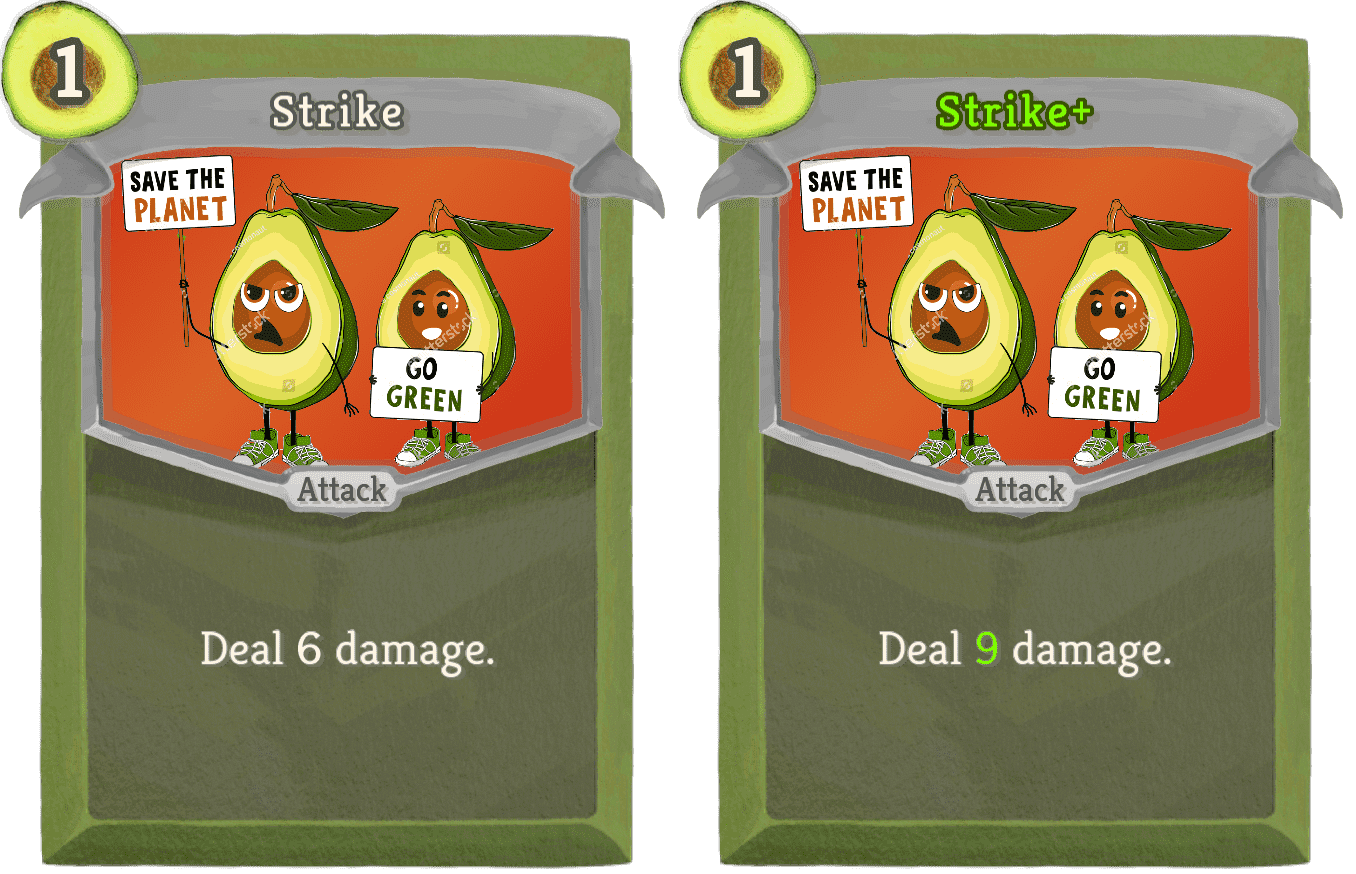 1
Strike
SAVE THE
PLANET
GO
GREEN
Attack
Deal 6 damage.
1
Strike+
SAVE THE
PLANET
GO
GREEN
Attack
Deal 9 damage.